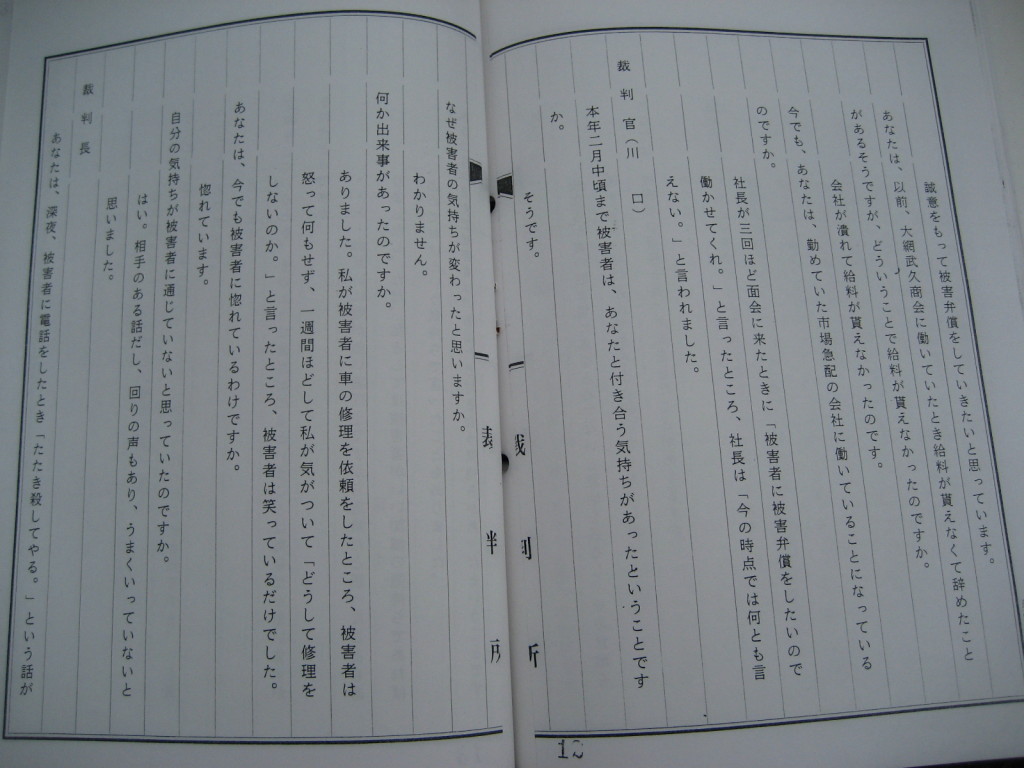 誠意をもって被害弁償をしていきたいと思っています。
あなたは、以前、大網武久商会に働いていたとき給料が貰えなくて辞めたこと
があるそうですが、どういうことで給料が貰えなかったのですか。
会社が潰れて給料が貰えなかったのです。
今でも、あなたは、勤めていた市場急配の会社に働いていることになっている
のですか。
社長が三回ほど面会に来たときに「被害者に被害弁償をしたいので
働かせてくれ。」と言ったところ、社長は「今の時点では何とも言
えない。」と言われました。
裁判官(川口)
本年二月中頃まで被害者は、あなたと付き合う気持ちがあったということです
か。
そうです。
裁判所
12
裁判所
なぜ被害者の気持ちが変わったと思いますか。
わかりません。
何か出来事があったのですか。
ありました。私が被害者に車の修理を依頼をしたところ、被害者は
怒って何もせず、一週間ほどして私が気がついて「どうして修理を
しないのか。」と言ったところ、被害者は笑っているだけでした。
あなたは、今でも被害者に惚れているわけですか。
惚れています。
自分の気持ちが被害者に通じていないと思っていたのですか。
はい。相手のある話だし、回りの声もあり、うまくいっていないと
思いました。
裁判長
あなたは、深夜、被害者に電話をしたとき「たたき殺してやる。」という話が